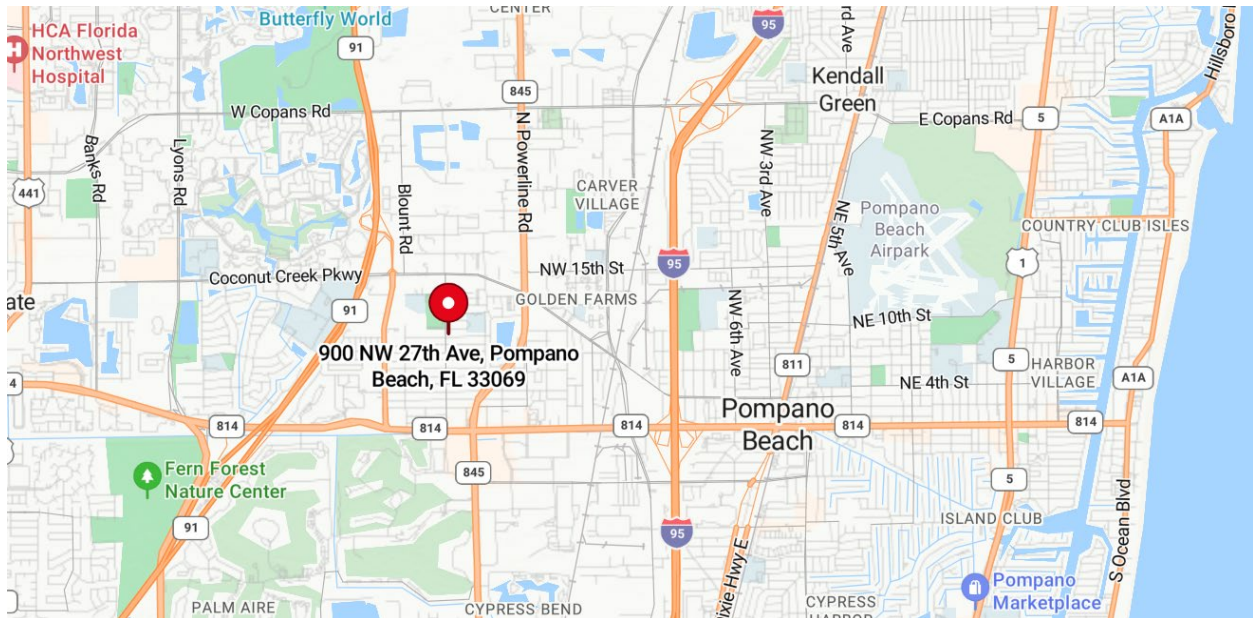 Butterfly World
CENTER
HCA Florida
Northwest
Hospital
91
95
3rd Ave
Hillsboro
845
Kendall
Green
W Copans Rd
E Copans Rd
5
A1A
Banks Rd
Lyons Rd
N Powerline Rd
NW 3rd Ave
441
Blount Rd
CARVER
VILLAGE
NE 5th Ave
Pompano
Beach
Airpark
COUNTRY CLUB ISLES
Coconut Creek Pkwy
NW 15th St
95
1
ate
91
GOLDEN FARMS
NW 6th Ave
NE 10th St
900 NW 27th Ave, Pompano
Beach, FL 33069
811
5
HARBOR
VILLAGE
4
NE 4th St
A1A
814
814
814
Pompano
Beach
814
814
Fern Forest
Nature Center
845
5
91
95
ISLAND CLUB
S Ocean Blvd
ixie Hwy E
Pompano
Marketplace
PALM AIRE
CYPRESS BEND
CYPRESS